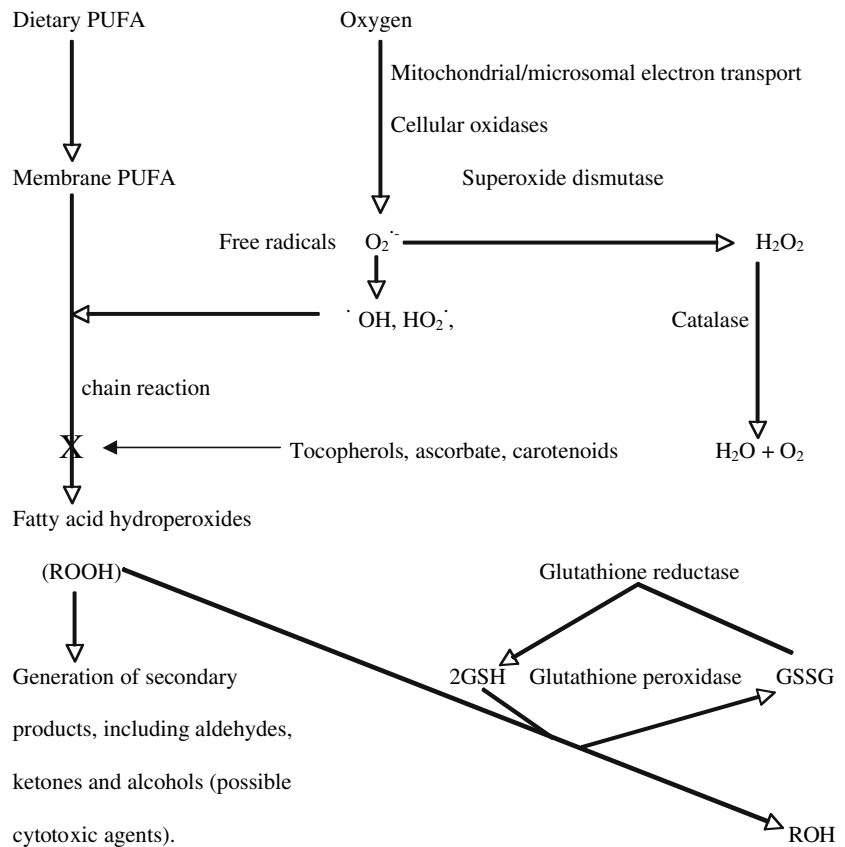 Dietary PUFA
Oxygen
Mitochondrial/microsomal electron transport
Cellular oxidases
Membrane PUFA
Superoxide dismutase
Free radicals O₂˙⁻
H₂O₂
˙ OH, HO₂˙,
Catalase
chain reaction
X
Tocopherols, ascorbate, carotenoids
H₂O + O₂
Fatty acid hydroperoxides
(ROOH)
Glutathione reductase
Generation of secondary
2GSH
Glutathione peroxidase
GSSG
products, including aldehydes,
ketones and alcohols (possible
cytotoxic agents).
ROH